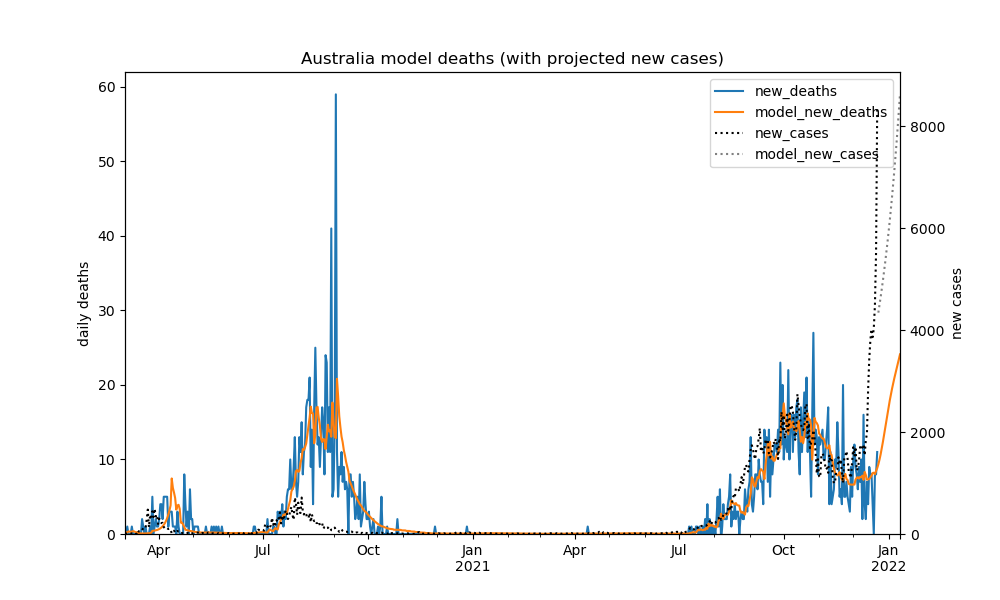 Australia model deaths (with projected new cases)
new_deaths
model_new_deaths
new_cases
model_new_cases
daily deaths
new cases
60
50
40
30
20
10
0
8000
6000
4000
2000
0
Apr
Jul
Oct
Jan
2021
Apr
Jul
Oct
Jan
2022